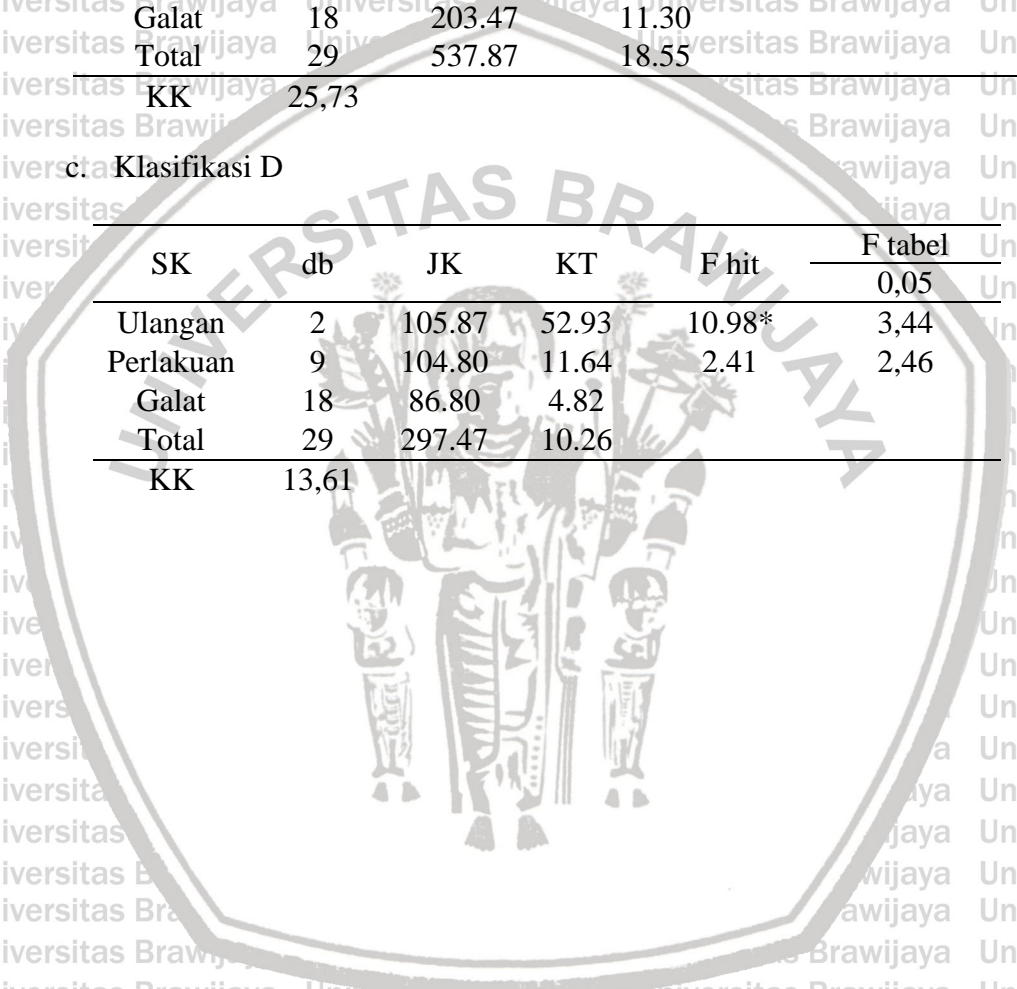 Galat 18 203.47 11.30
Total 29 537.87 18.55
KK 25,73
c. Klasifikasi D
SK db JK KT F hit F tabel
0,05
Ulangan 2 105.87 52.93 10.98* 3,44
Perlakuan 9 104.80 11.64 2.41 2,46
Galat 18 86.80 4.82
Total 29 297.47 10.26
KK 13,61
UNIVERSITAS BRAWIJAYA